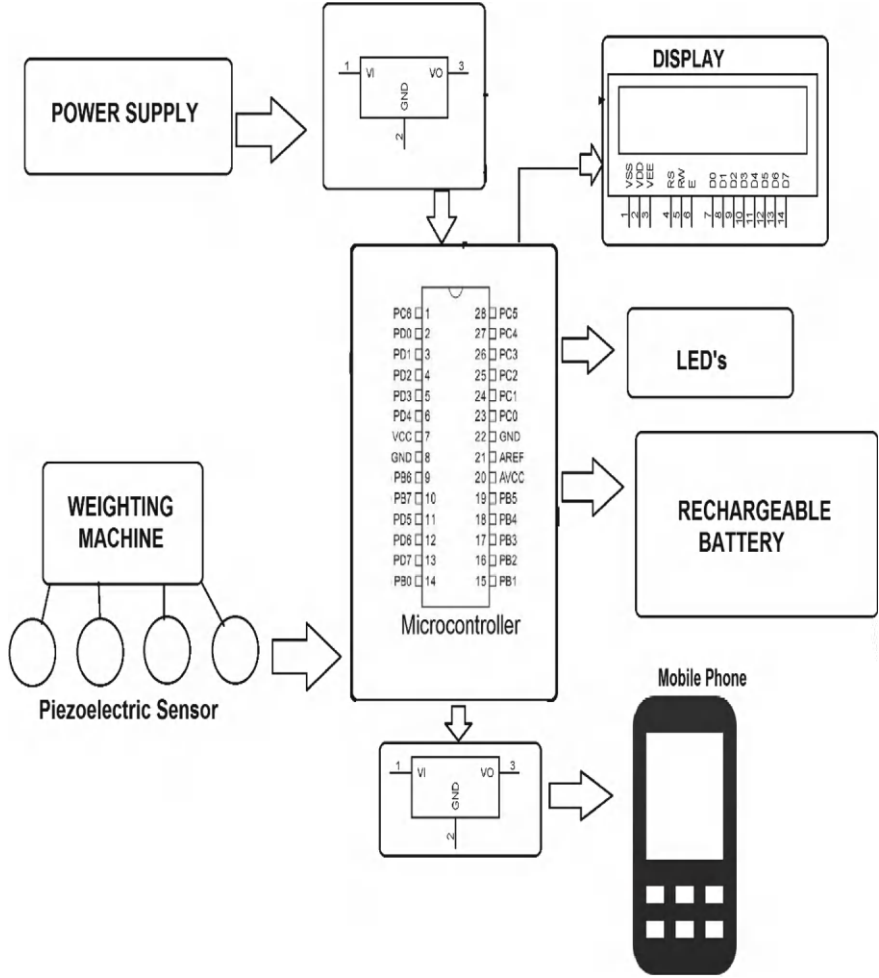 POWER SUPPLY
1 VI VO 3
GND
2
DISPLAY
VSS VDD VEE RS RW E D0 D1 D2 D3 D4 D5 D6 D7
1 2 3 4 5 6 7 8 9 10 11 12 13 14
PC6 1 28 PC5
PD0 2 27 PC4
PD1 3 26 PC3
PD2 4 25 PC2
PD3 5 24 PC1
PD4 6 23 PC0
VCC 7 22 GND
GND 8 21 AREF
PB6 9 20 AVCC
PB7 10 19 PB5
PD5 11 18 PB4
PD6 12 17 PB3
PD7 13 16 PB2
PB0 14 15 PB1
Microcontroller
LED's
RECHARGEABLE
BATTERY
WEIGHTING
MACHINE
Piezoelectric Sensor
1 VI VO 3
GND
2
Mobile Phone